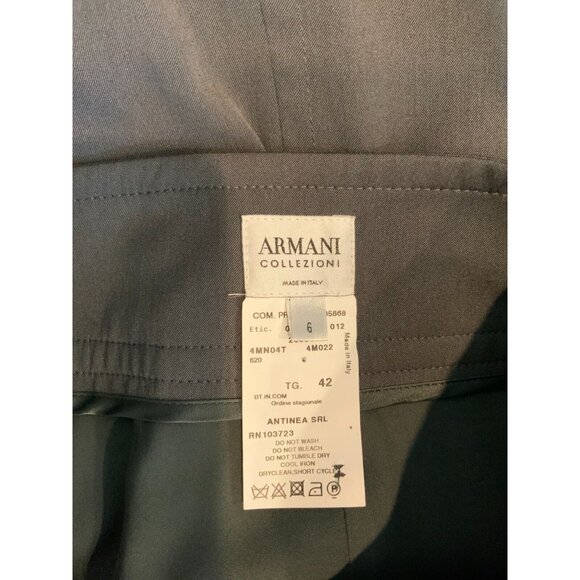 ARMANI
COLLEZIONI
MADE IN ITALY
6
COM. PR 05868
Etic. 0 012
4MN04T 4M022
620
Made in Italy
TG. 42
DT.IN.COM
Ordine stagionale
ANTINEA SRL
RN103723
DO NOT WASH
DO NOT BLEACH
DO NOT TUMBLE DRY
COOL IRON
DRYCLEAN,SHORT CYCLE
P